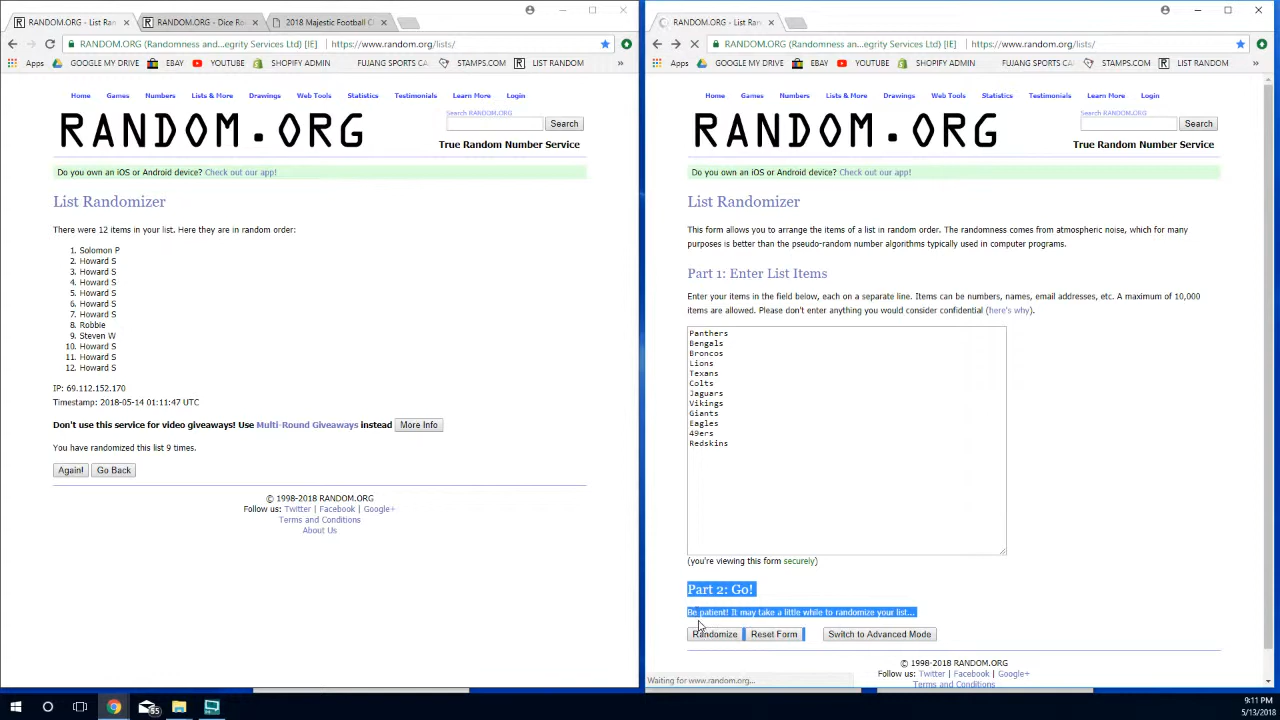 RANDOM.ORG - List Ran
RANDOM.ORG - Dice Ro
2018 Majestic Football C
RANDOM.ORG (Randomness and...egrity Services Ltd) [IE] https://www.random.org/lists/
Apps GOOGLE MY DRIVE EBAY YOUTUBE SHOPIFY ADMIN FUJANG SPORTS CA STAMPS.COM LIST RANDOM »
Home Games Numbers Lists & More Drawings Web Tools Statistics Testimonials Learn More Login
RANDOM.ORG
Search RANDOM.ORG
Search
True Random Number Service
Do you own an iOS or Android device? Check out our app!
List Randomizer
There were 12 items in your list. Here they are in random order:
1. Solomon P
2. Howard S
3. Howard S
4. Howard S
5. Howard S
6. Howard S
7. Howard S
8. Robbie
9. Steven W
10. Howard S
11. Howard S
12. Howard S
IP: 69.112.152.170
Timestamp: 2018-05-14 01:11:47 UTC
Don't use this service for video giveaways! Use Multi-Round Giveaways instead More Info
You have randomized this list 9 times.
Again! Go Back
© 1998-2018 RANDOM.ORG
Follow us: Twitter | Facebook | Google+
Terms and Conditions
About Us
RANDOM.ORG - List Ran
RANDOM.ORG (Randomness and...egrity Services Ltd) [IE] https://www.random.org/lists/
Apps GOOGLE MY DRIVE EBAY YOUTUBE SHOPIFY ADMIN FUJANG SPORTS CA STAMPS.COM LIST RANDOM »
Home Games Numbers Lists & More Drawings Web Tools Statistics Testimonials Learn More Login
RANDOM.ORG
Search RANDOM.ORG
Search
True Random Number Service
Do you own an iOS or Android device? Check out our app!
List Randomizer
This form allows you to arrange the items of a list in random order. The randomness comes from atmospheric noise, which for many
purposes is better than the pseudo-random number algorithms typically used in computer programs.
Part 1: Enter List Items
Enter your items in the field below, each on a separate line. Items can be numbers, names, email addresses, etc. A maximum of 10,000
items are allowed. Please don't enter anything you would consider confidential (here's why).
Panthers
Bengals
Broncos
Lions
Texans
Colts
Jaguars
Vikings
Giants
Eagles
49ers
Redskins
(you're viewing this form securely)
Part 2: Go!
Be patient! It may take a little while to randomize your list...
Randomize Reset Form Switch to Advanced Mode
© 1998-2018 RANDOM.ORG
Follow us: Twitter | Facebook | Google+
Terms and Conditions
Waiting for www.random.org...
85
9:11 PM
5/13/2018